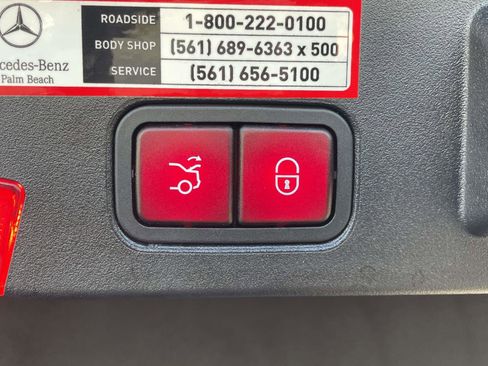 ROADSIDE 1-800-222-0100
BODY SHOP (561) 689-6363 x 500
SERVICE (561) 656-5100
cedes-Benz
Palm Beach